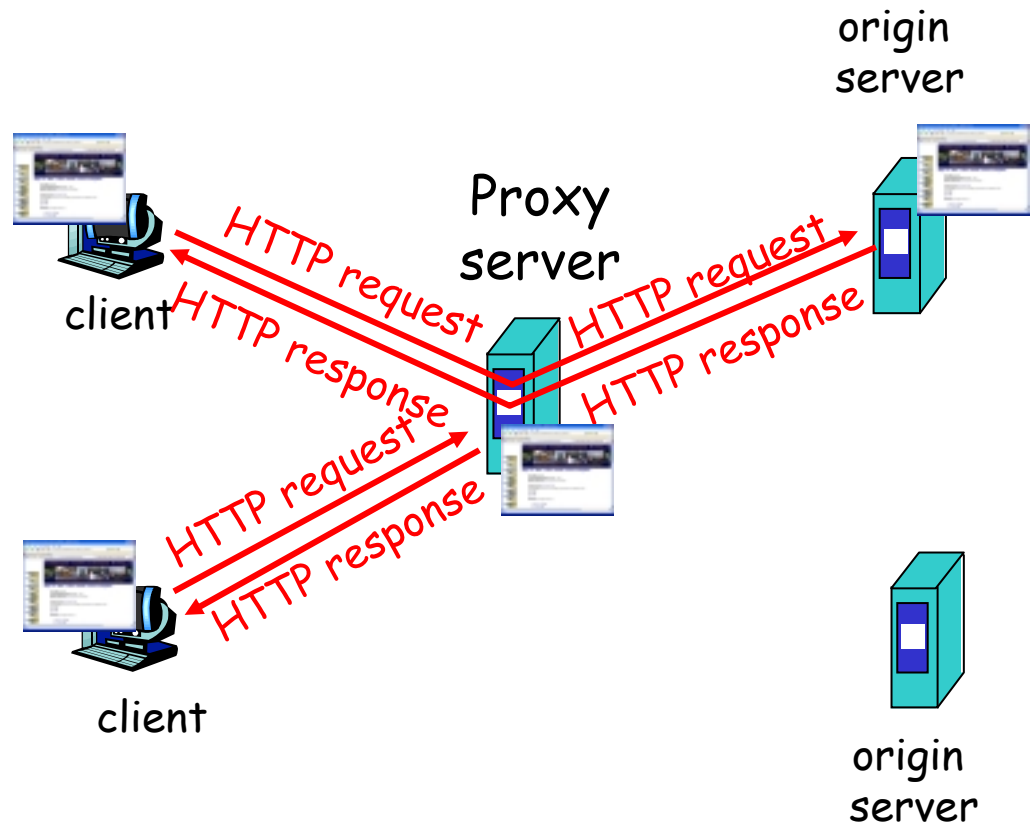 origin
server
Proxy
server
HTTP request
HTTP response
client
HTTP request
HTTP response
HTTP request
HTTP response
client
origin
server